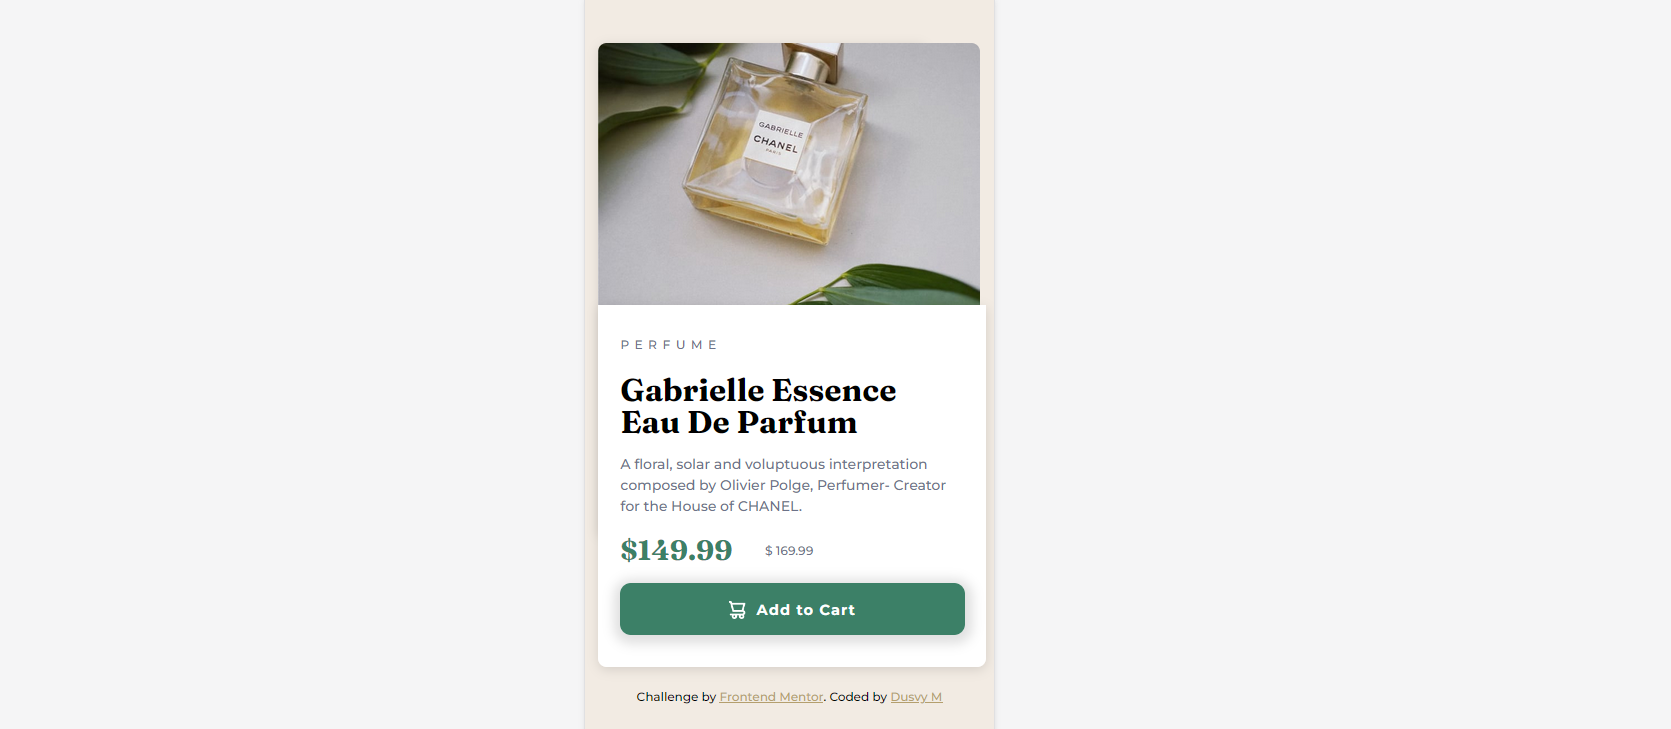 GABRIELLE
CHANEL
PARIS
PERFUME
Gabrielle Essence
Eau De Parfum
A floral, solar and voluptuous interpretation
composed by Olivier Polge, Perfumer- Creator
for the House of CHANEL.
$149.99 $ 169.99
Add to Cart
Challenge by Frontend Mentor. Coded by Dusvy M